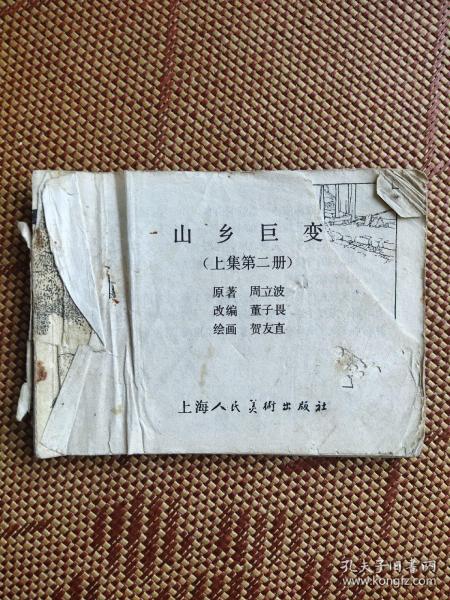 山乡巨变
（上集第二册）
原著 周立波
改编 董子畏
绘画 贺友直
上海人民美術出版社
孔夫子旧书网
www.kongfz.com